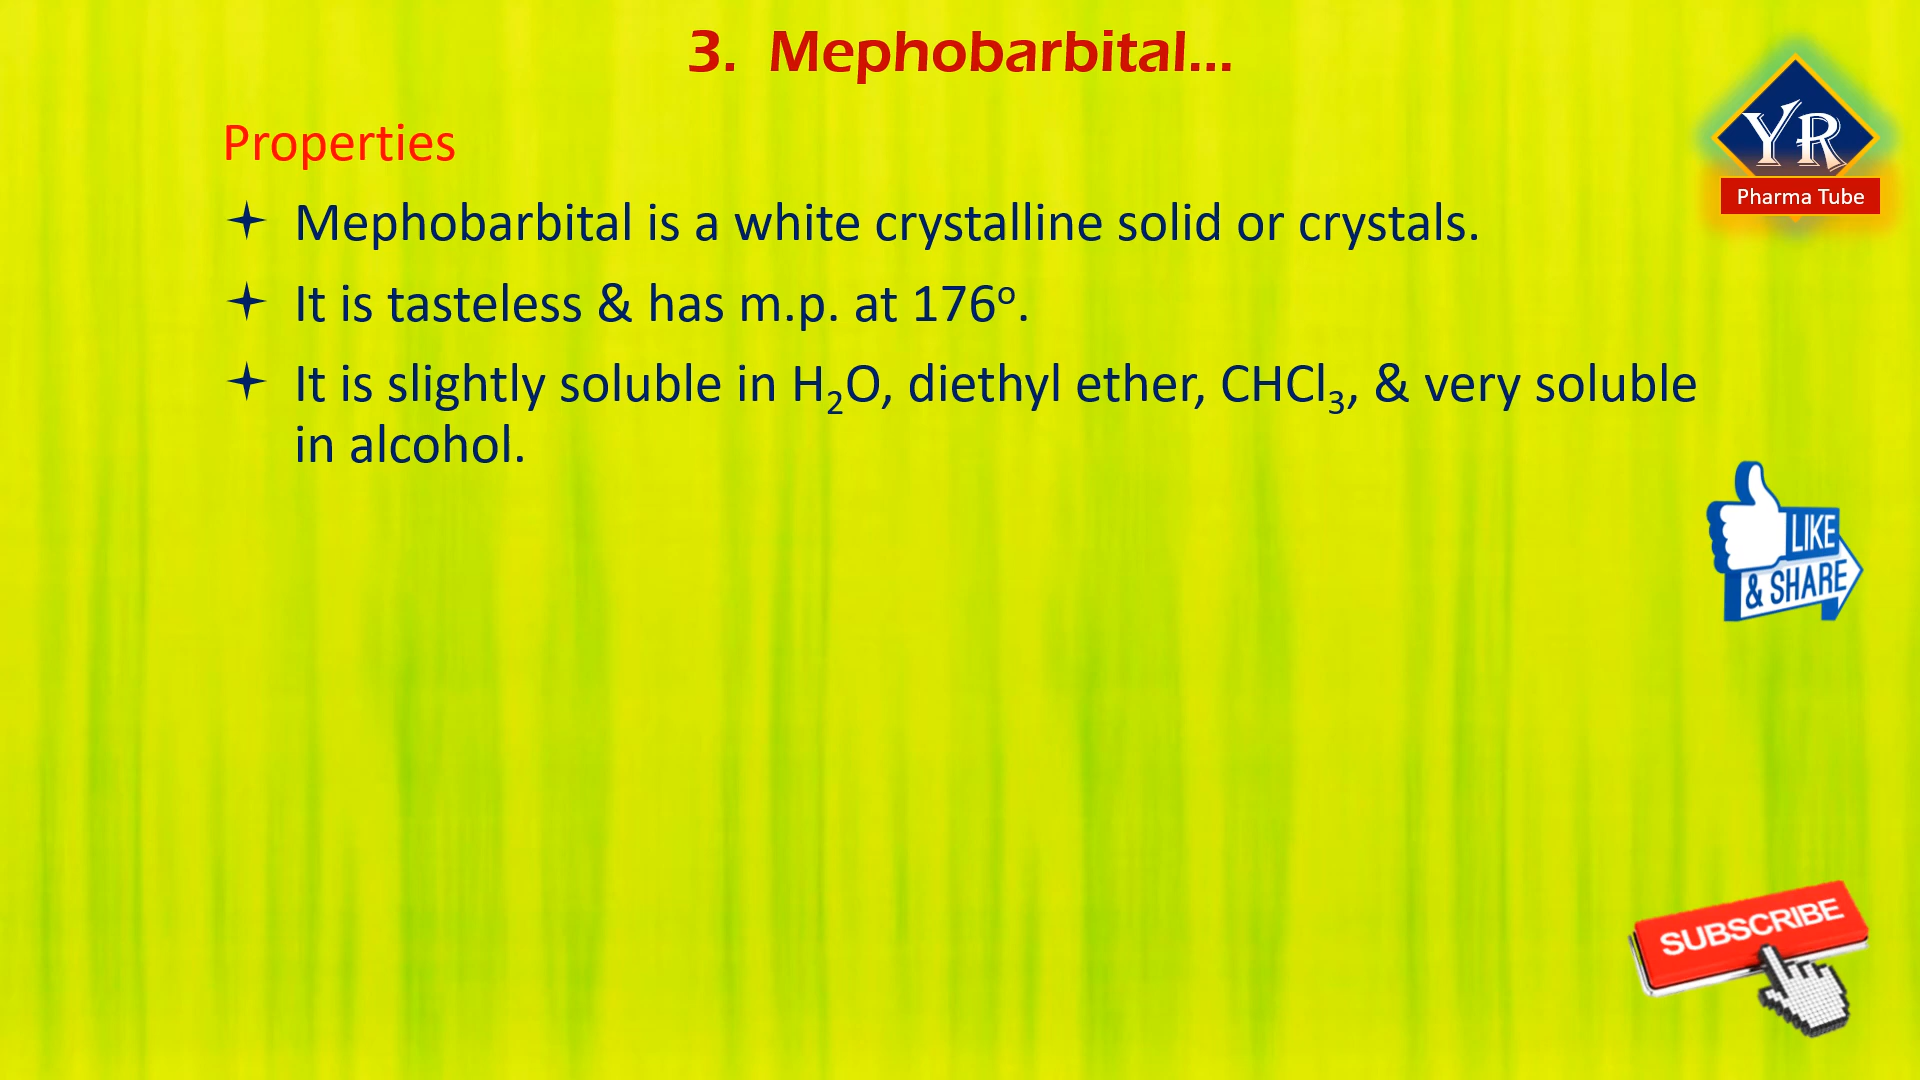 3. Mephobarbital...
YR
Pharma Tube
Properties
Mephobarbital is a white crystalline solid or crystals.
It is tasteless & has m.p. at 176°.
It is slightly soluble in H₂O, diethyl ether, CHCl₃, & very soluble
in alcohol.
LIKE
& SHARE
SUBSCRIBE